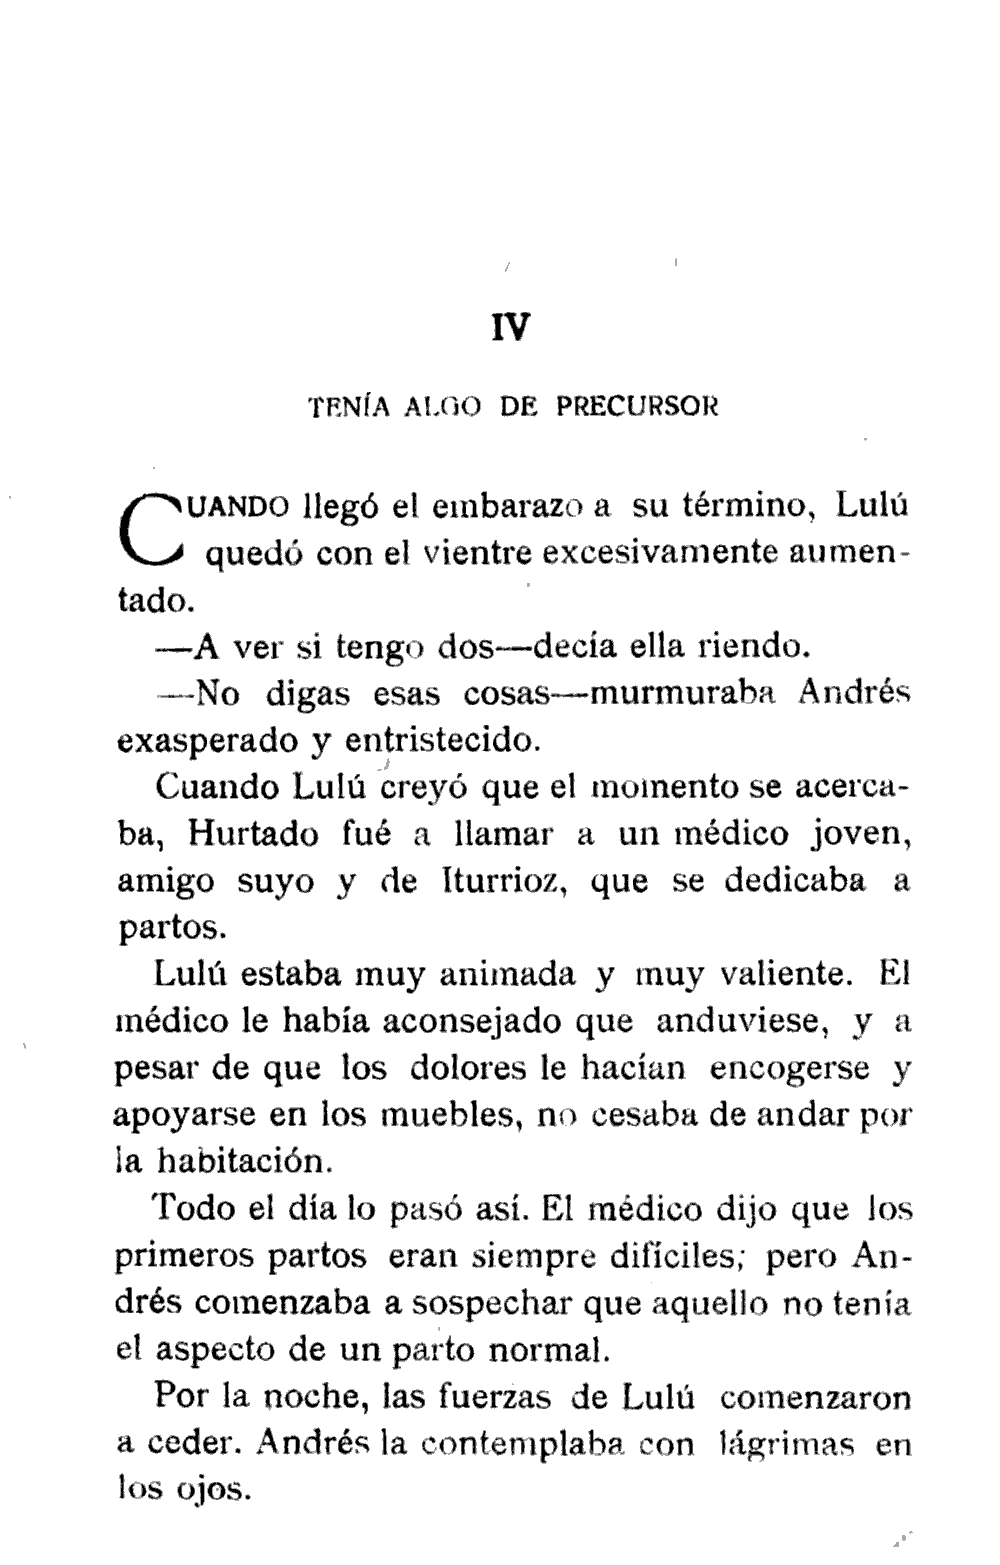 IV
TENÍA ALGO DE PRECURSOR
CUANDO llegó el embarazo a su término, Lulú
quedó con el vientre excesivamente aumen-
tado.
—A ver si tengo dos—decía ella riendo.
—No digas esas cosas—murmuraba Andrés
exasperado y entristecido.
Cuando Lulú creyó que el momento se acerca-
ba, Hurtado fué a llamar a un médico joven,
amigo suyo y de Iturrioz, que se dedicaba a
partos.
Lulú estaba muy animada y muy valiente. El
médico le había aconsejado que anduviese, y a
pesar de que los dolores le hacían encogerse y
apoyarse en los muebles, no cesaba de andar por
la habitación.
Todo el día lo pasó así. El médico dijo que los
primeros partos eran siempre difíciles; pero An-
drés comenzaba a sospechar que aquello no tenía
el aspecto de un parto normal.
Por la noche, las fuerzas de Lulú comenzaron
a ceder. Andrés la contemplaba con lágrimas en
los ojos.